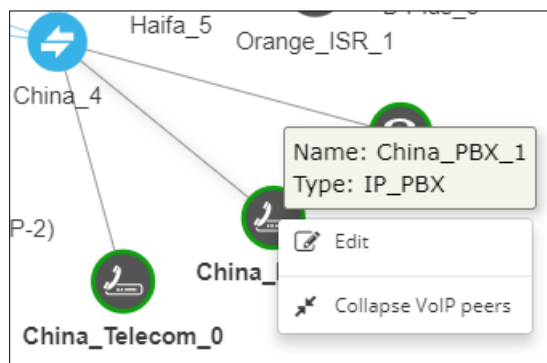 Haifa_5
Orange_ISR_1
China_4
Name: China_PBX_1
Type: IP_PBX
P-2)
Edit
China_
Collapse VoIP peers
China_Telecom_0